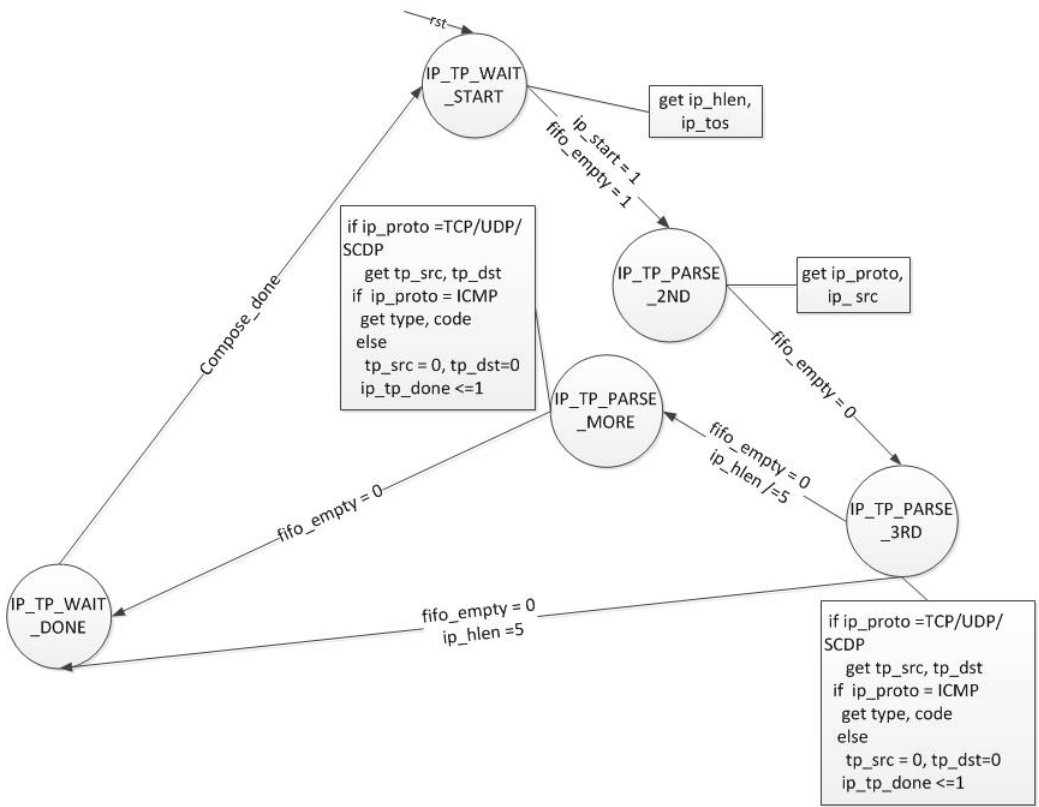 rst
IP_TP_WAIT
_START
get ip_hlen,
ip_tos
ip_start = 1
fifo_empty = 1
if ip_proto =TCP/UDP/
SCDP
get tp_src, tp_dst
if ip_proto = ICMP
get type, code
else
tp_src = 0, tp_dst=0
ip_tp_done <=1
IP_TP_PARSE
_2ND
get ip_proto,
ip_ src
Compose_done
fifo_empty = 0
IP_TP_PARSE
_MORE
fifo_empty = 0
ip_hlen /=5
IP_TP_PARSE
_3RD
fifo_empty = 0
IP_TP_WAIT
_DONE
fifo_empty = 0
ip_hlen =5
if ip_proto =TCP/UDP/
SCDP
get tp_src, tp_dst
if ip_proto = ICMP
get type, code
else
tp_src = 0, tp_dst=0
ip_tp_done <=1